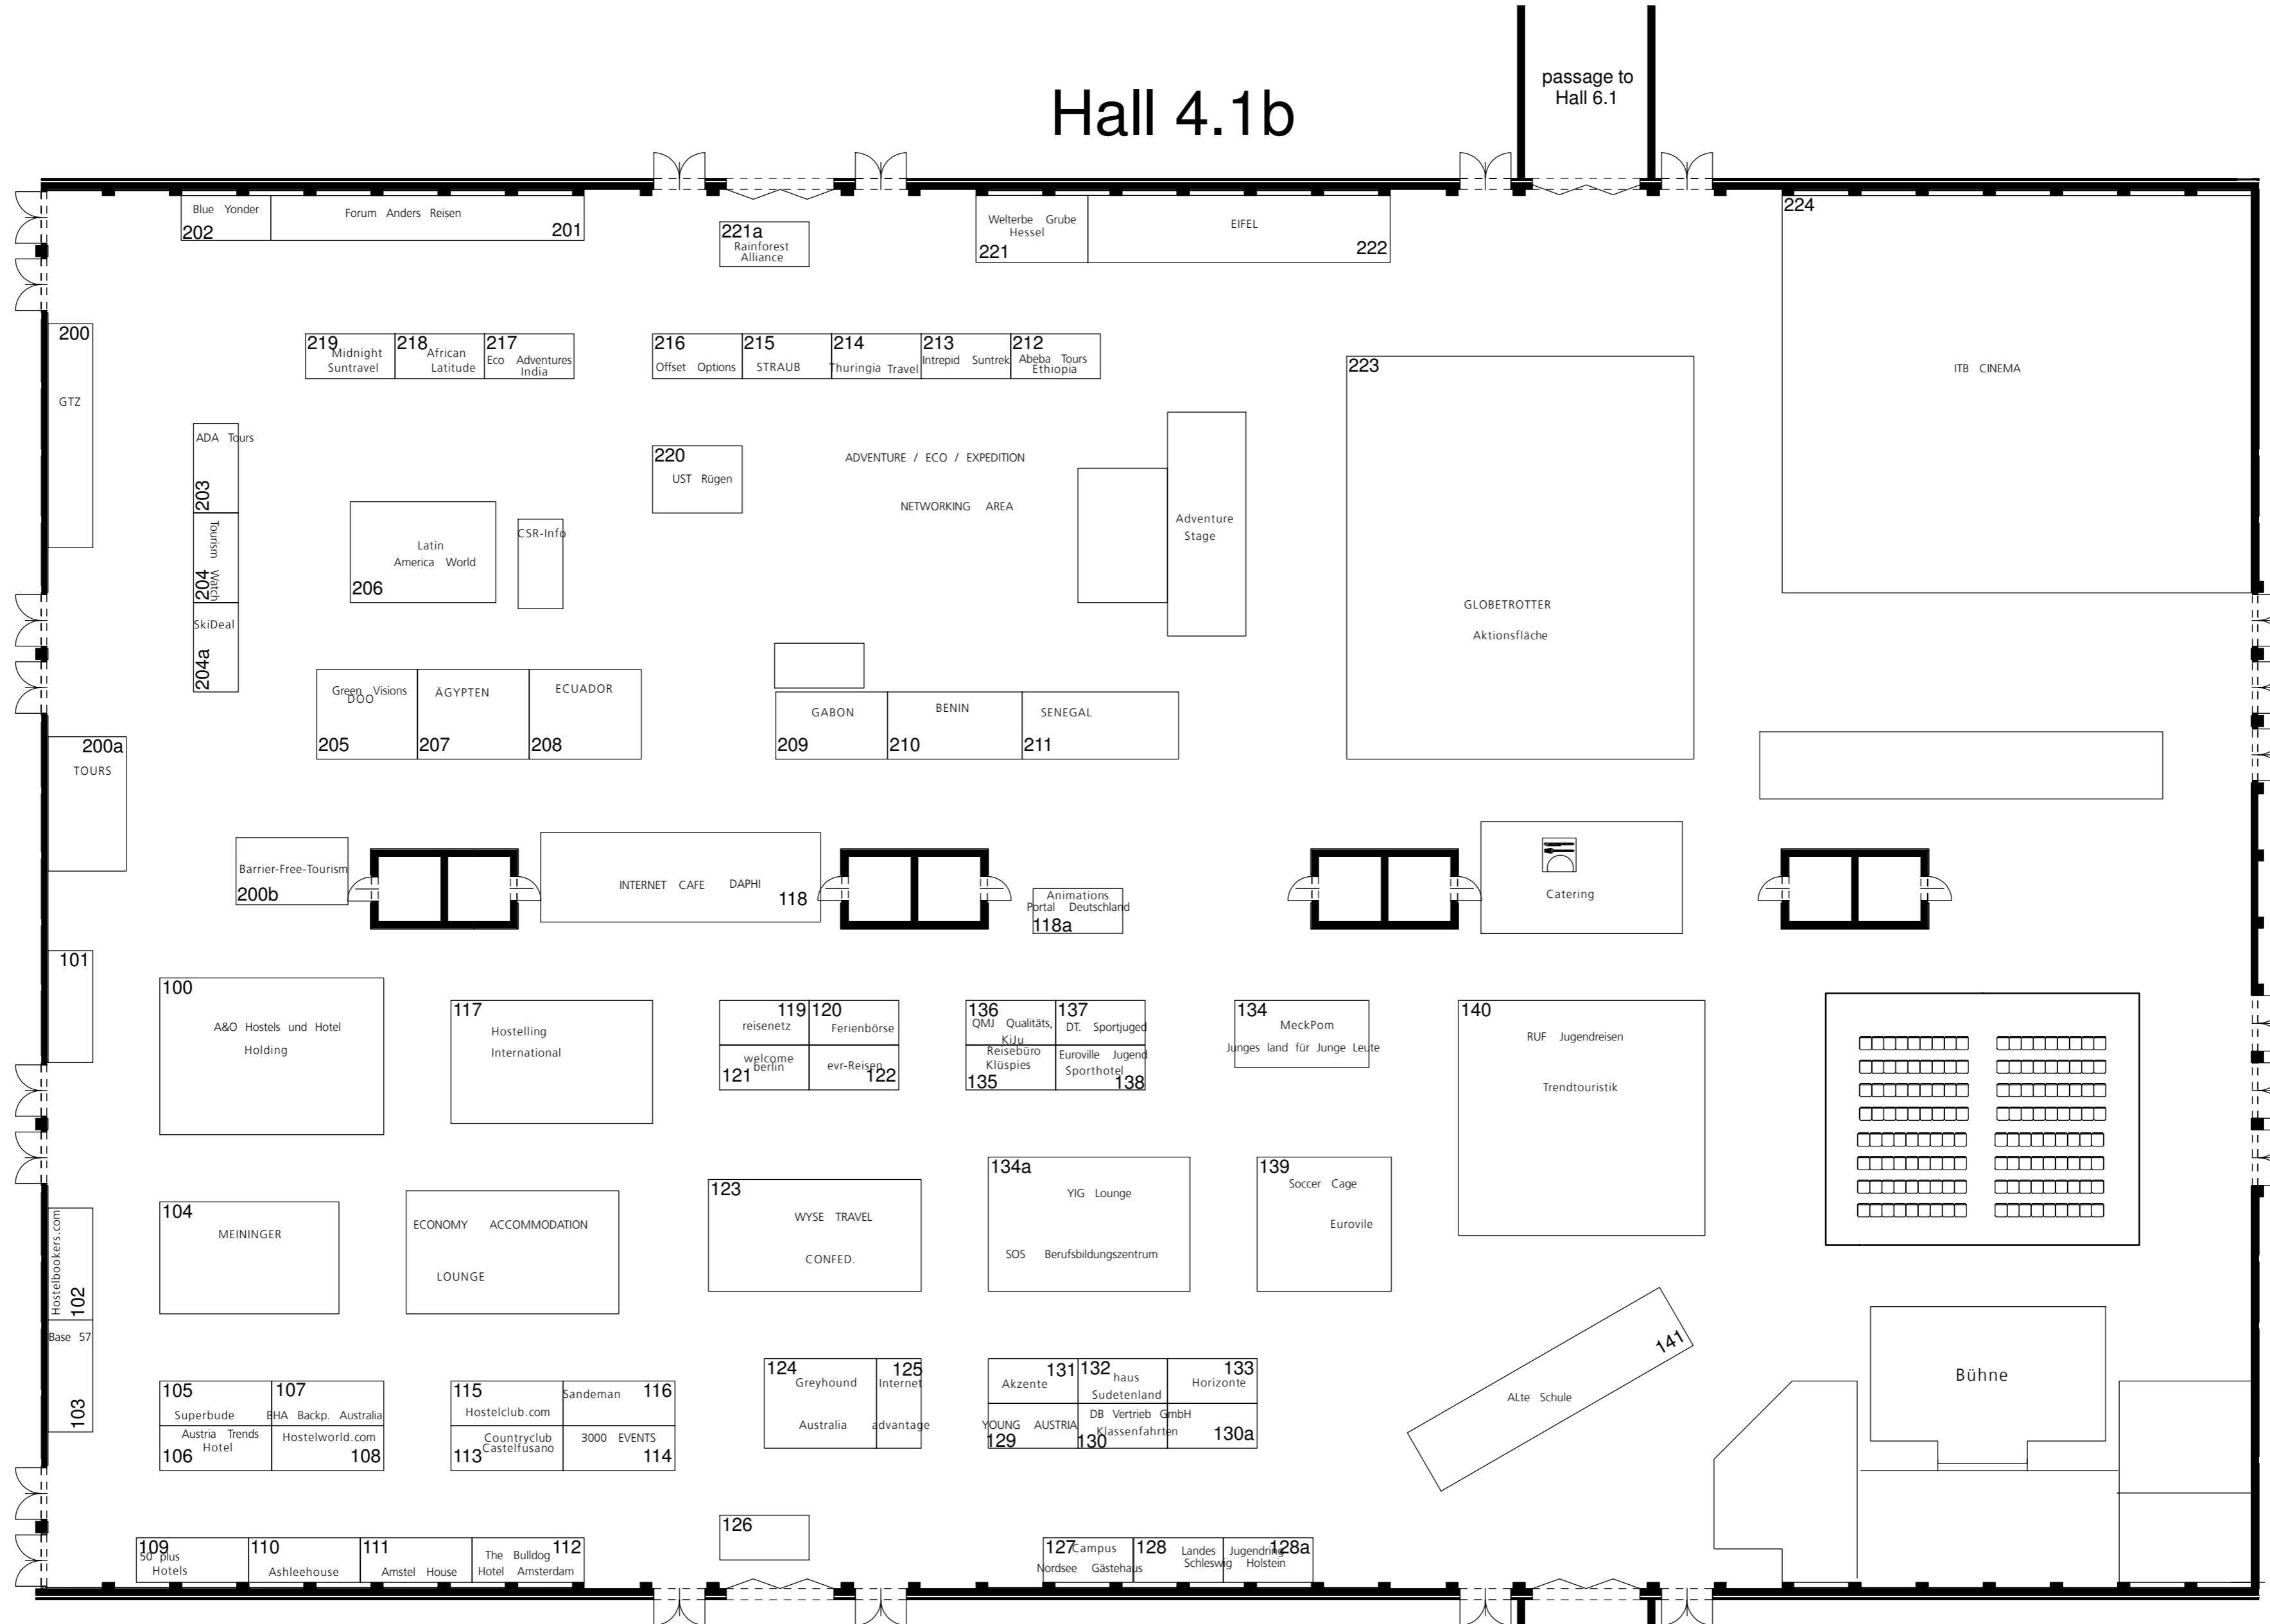 passage to
Hall 6.1
Hall 4.1b
Blue Yonder
202
Forum Anders Reisen
201
221a
Rainforest
Alliance
Welterbe Grube
Hessel
221
EIFEL
222
224
ITB CINEMA
200
GTZ
219
Midnight
Suntravel
218
African
Latitude
217
Eco Adventures
India
216
Offset Options
215
STRAUB
214
Thuringia Travel
213
Intrepid Suntrek
212
Abeba Tours
Ethiopia
223
GLOBETROTTER
Aktionsfläche
ADA Tours
203
Tourism Watch
204
SkiDeal
204a
220
UST Rügen
ADVENTURE / ECO / EXPEDITION
NETWORKING AREA
Adventure
Stage
Latin
America World
206
CSR-Info
Green Visions
DOO
205
ÄGYPTEN
207
ECUADOR
208
GABON
209
BENIN
210
SENEGAL
211
200a
TOURS
Barrier-Free-Tourism
200b
INTERNET CAFE DAPHI
118
Animations
Portal Deutschland
118a
Catering
101
100
A&O Hostels und Hotel
Holding
117
Hostelling
International
119
reisenetz
120
Ferienbörse
welcome
berlin
121
evr-Reisen
122
136
QMJ Qualitäts,
KiJu
137
DT. Sportjuged
Reisebüro
Klüspies
135
Euroville Jugend
Sporthotel
138
134
MeckPom
Junges land für Junge Leute
140
RUF Jugendreisen
Trendtouristik
104
MEININGER
ECONOMY ACCOMMODATION
LOUNGE
123
WYSE TRAVEL
CONFED.
134a
YIG Lounge
SOS Berufsbildungszentrum
139
Soccer Cage
Eurovile
Hostelbookers.com
102
Base 57
103
105
Superbude
107
BHA Backp. Australia
Austria Trends
Hotel
106
Hostelworld.com
108
115
Hostelclub.com
Sandeman
116
Countryclub
Castelfusano
113
3000 EVENTS
114
124
Greyhound
Australia
125
Internet
advantage
131
Akzente
132
haus
Sudetenland
133
Horizonte
YOUNG AUSTRIA
129
DB Vertrieb GmbH
Klassenfahrten
130
130a
141
ALte Schule
Bühne
109
50 plus
Hotels
110
Ashleehouse
111
Amstel House
112
The Bulldog
Hotel Amsterdam
126
127
Campus
Nordsee Gästehaus
128
Landes
Schleswig
128a
Jugendring
Holstein